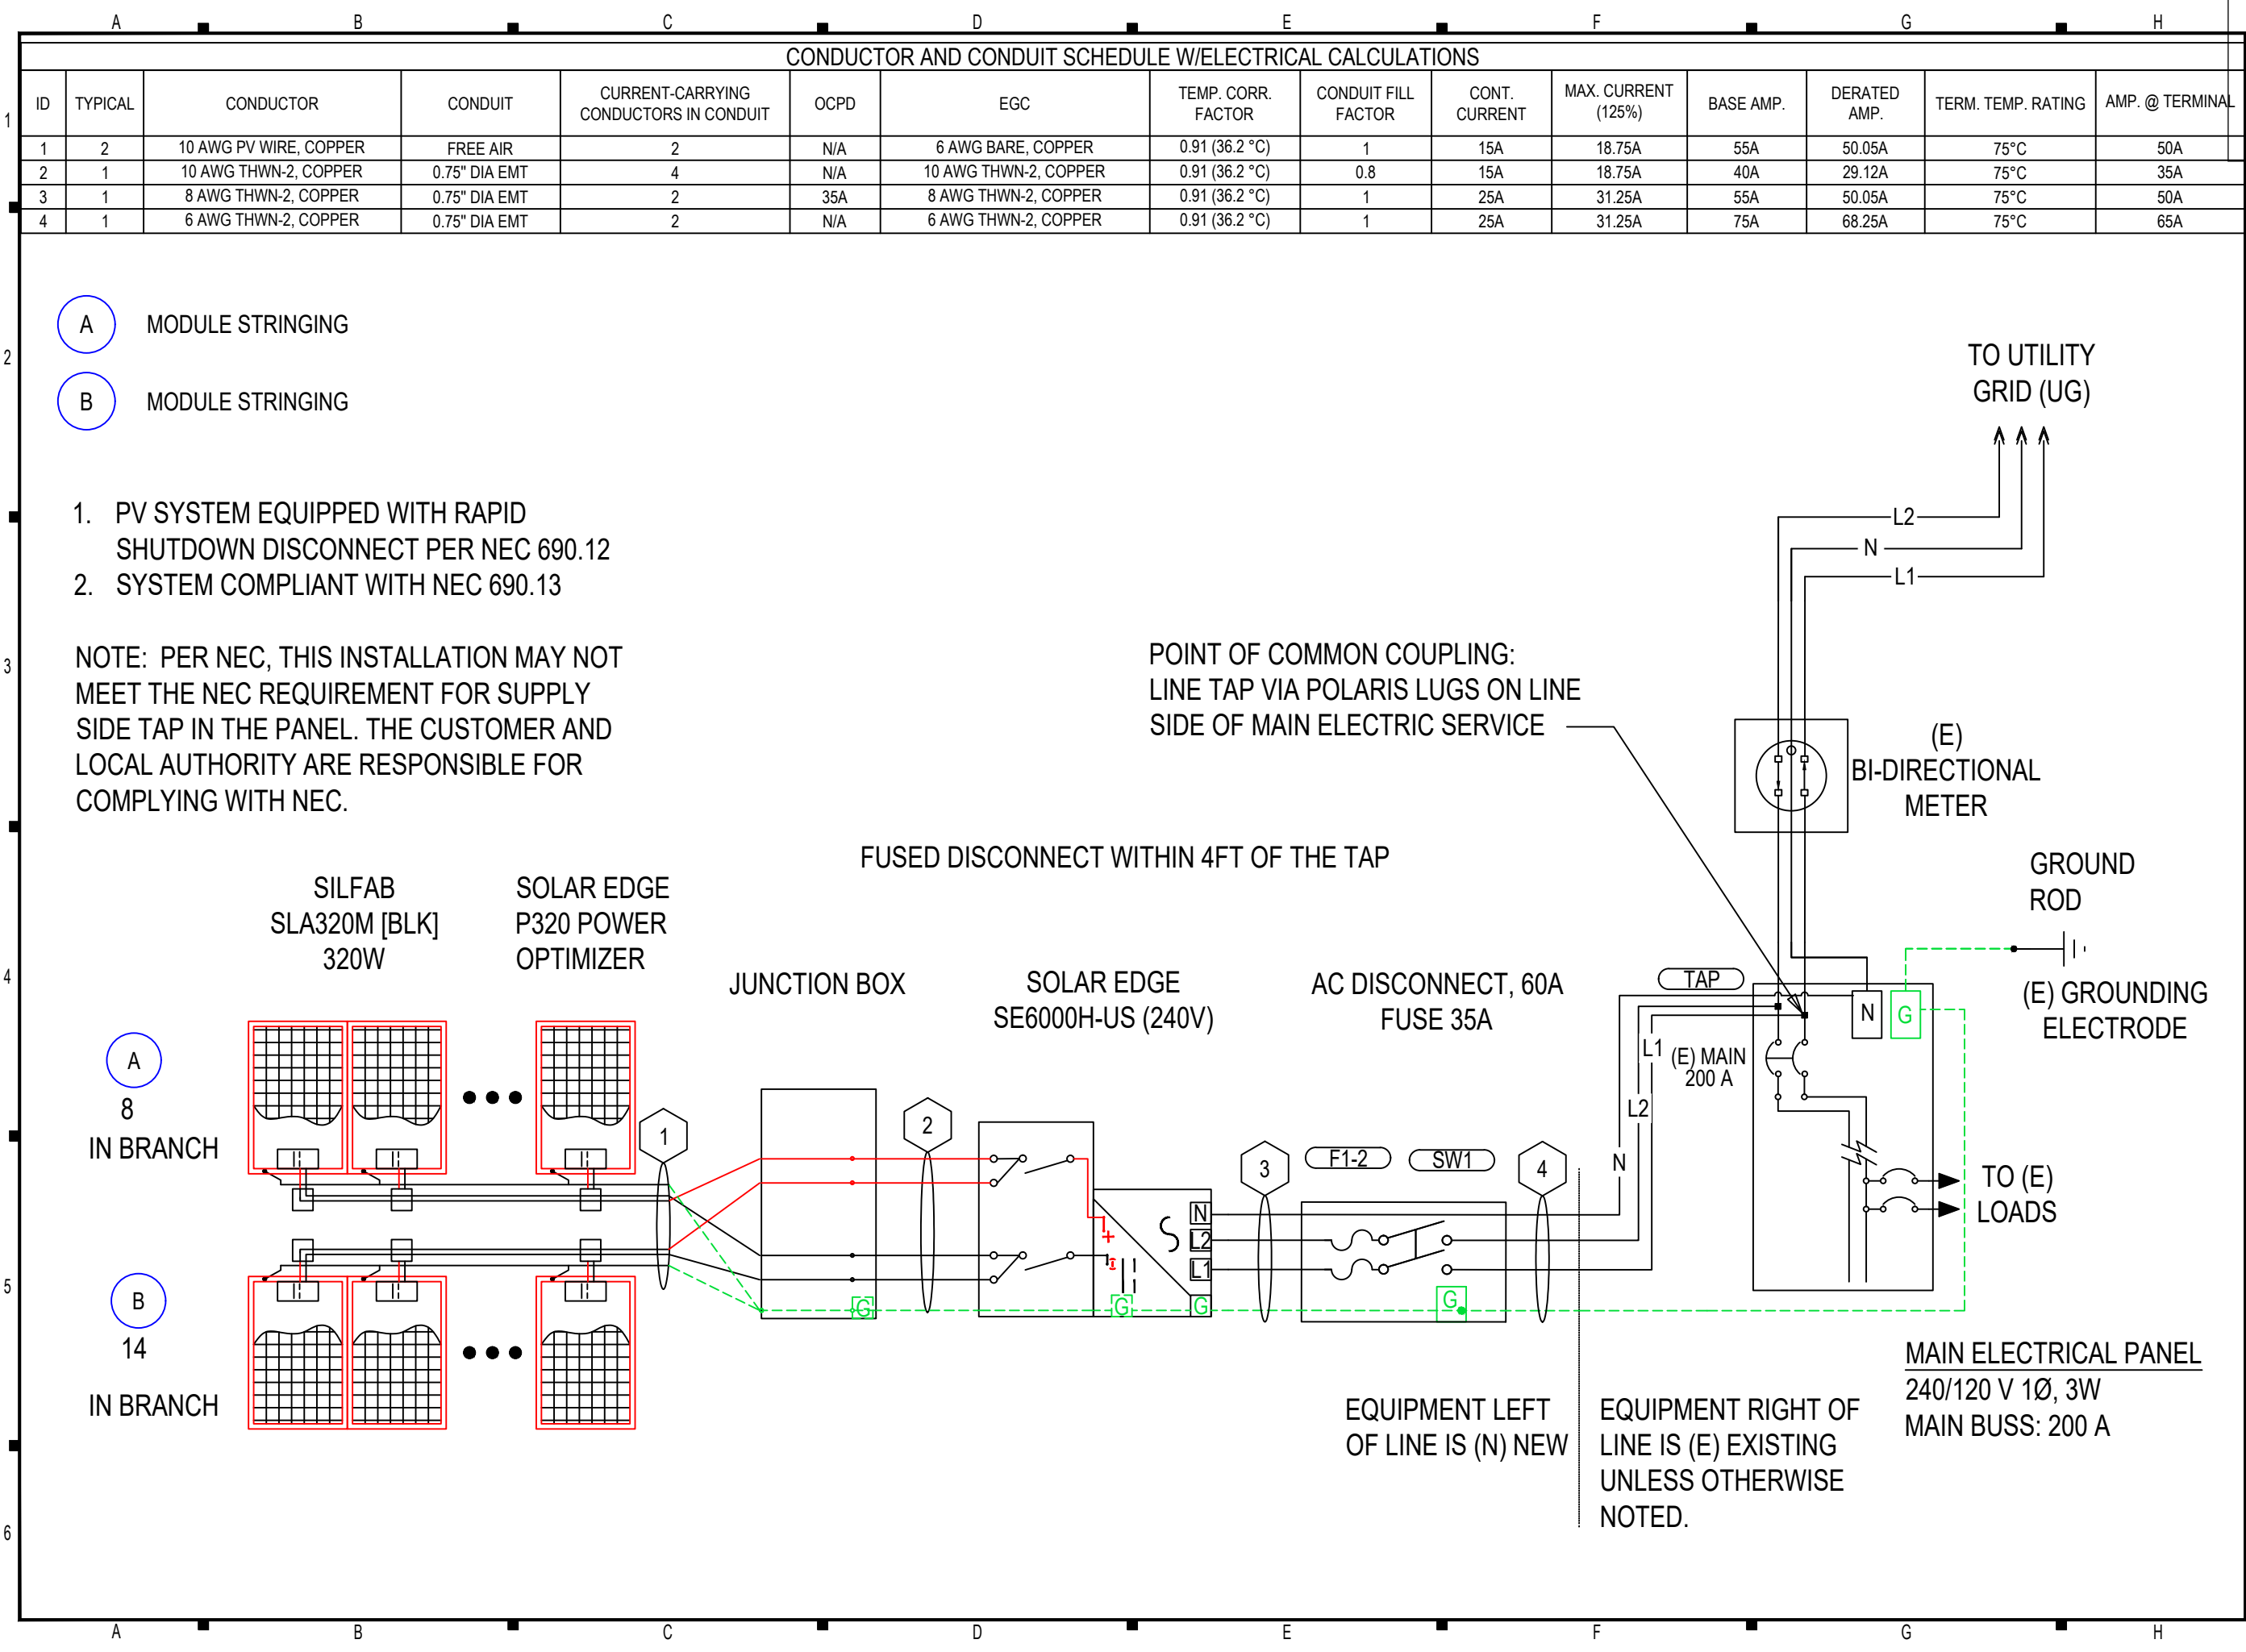 A B C D E F G H
CONDUCTOR AND CONDUIT SCHEDULE W/ELECTRICAL CALCULATIONS
ID TYPICAL CONDUCTOR CONDUIT CURRENT-CARRYING CONDUCTORS IN CONDUIT OCPD EGC TEMP. CORR. FACTOR CONDUIT FILL FACTOR CONT. CURRENT MAX. CURRENT (125%) BASE AMP. DERATED AMP. TERM. TEMP. RATING AMP. @ TERMINAL
1 2 10 AWG PV WIRE, COPPER FREE AIR 2 N/A 6 AWG BARE, COPPER 0.91 (36.2 °C) 1 15A 18.75A 55A 50.05A 75°C 50A
2 1 10 AWG THWN-2, COPPER 0.75" DIA EMT 4 N/A 10 AWG THWN-2, COPPER 0.91 (36.2 °C) 0.8 15A 18.75A 40A 29.12A 75°C 35A
3 1 8 AWG THWN-2, COPPER 0.75" DIA EMT 2 35A 8 AWG THWN-2, COPPER 0.91 (36.2 °C) 1 25A 31.25A 55A 50.05A 75°C 50A
4 1 6 AWG THWN-2, COPPER 0.75" DIA EMT 2 N/A 6 AWG THWN-2, COPPER 0.91 (36.2 °C) 1 25A 31.25A 75A 68.25A 75°C 65A
1
2
3
4
5
6
A MODULE STRINGING
B MODULE STRINGING
1. PV SYSTEM EQUIPPED WITH RAPID
SHUTDOWN DISCONNECT PER NEC 690.12
2. SYSTEM COMPLIANT WITH NEC 690.13
NOTE: PER NEC, THIS INSTALLATION MAY NOT
MEET THE NEC REQUIREMENT FOR SUPPLY
SIDE TAP IN THE PANEL. THE CUSTOMER AND
LOCAL AUTHORITY ARE RESPONSIBLE FOR
COMPLYING WITH NEC.
TO UTILITY
GRID (UG)
L2
N
L1
POINT OF COMMON COUPLING:
LINE TAP VIA POLARIS LUGS ON LINE
SIDE OF MAIN ELECTRIC SERVICE
(E)
BI-DIRECTIONAL
METER
FUSED DISCONNECT WITHIN 4FT OF THE TAP
GROUND
ROD
(E) GROUNDING
ELECTRODE
SILFAB
SLA320M [BLK]
320W
SOLAR EDGE
P320 POWER
OPTIMIZER
JUNCTION BOX
SOLAR EDGE
SE6000H-US (240V)
AC DISCONNECT, 60A
FUSE 35A
TAP
N
G
(E) MAIN
200 A
L1
L2
N
A
8
IN BRANCH
1
2
3
F1-2
SW1
4
TO (E)
LOADS
N
L2
L1
+
G
G
G
G
B
14
IN BRANCH
EQUIPMENT LEFT
OF LINE IS (N) NEW
EQUIPMENT RIGHT OF
LINE IS (E) EXISTING
UNLESS OTHERWISE
NOTED.
MAIN ELECTRICAL PANEL
240/120 V 1Ø, 3W
MAIN BUSS: 200 A
A B C D E F G H